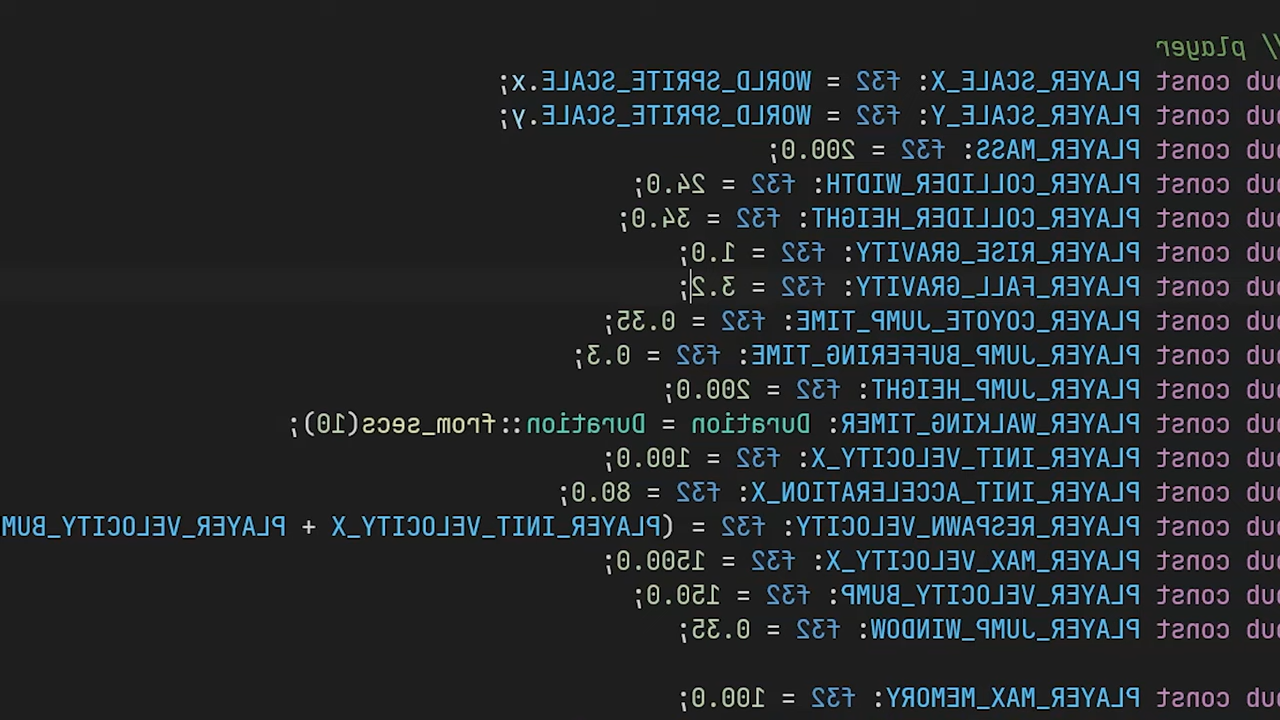 // player
pub const PLAYER_SCALE_X: f32 = WORLD_SPRITE_SCALE.x;
pub const PLAYER_SCALE_Y: f32 = WORLD_SPRITE_SCALE.y;
pub const PLAYER_MASS: f32 = 200.0;
pub const PLAYER_COLLIDER_WIDTH: f32 = 24.0;
pub const PLAYER_COLLIDER_HEIGHT: f32 = 34.0;
pub const PLAYER_RISE_GRAVITY: f32 = 1.0;
pub const PLAYER_FALL_GRAVITY: f32 = 3.2;
pub const PLAYER_COYOTE_JUMP_TIME: f32 = 0.35;
pub const PLAYER_JUMP_BUFFERING_TIME: f32 = 0.3;
pub const PLAYER_JUMP_HEIGHT: f32 = 200.0;
pub const PLAYER_WALKING_TIMER: Duration = Duration::from_secs(10);
pub const PLAYER_INIT_VELOCITY_X: f32 = 100.0;
pub const PLAYER_INIT_ACCELERATION_X: f32 = 80.0;
pub const PLAYER_RESPAWN_VELOCITY: f32 = (PLAYER_INIT_VELOCITY_X + PLAYER_VELOCITY_BUM
pub const PLAYER_MAX_VELOCITY_X: f32 = 1500.0;
pub const PLAYER_VELOCITY_BUMP: f32 = 150.0;
pub const PLAYER_JUMP_WINDOW: f32 = 0.35;
pub const PLAYER_MAX_MEMORY: f32 = 100.0;